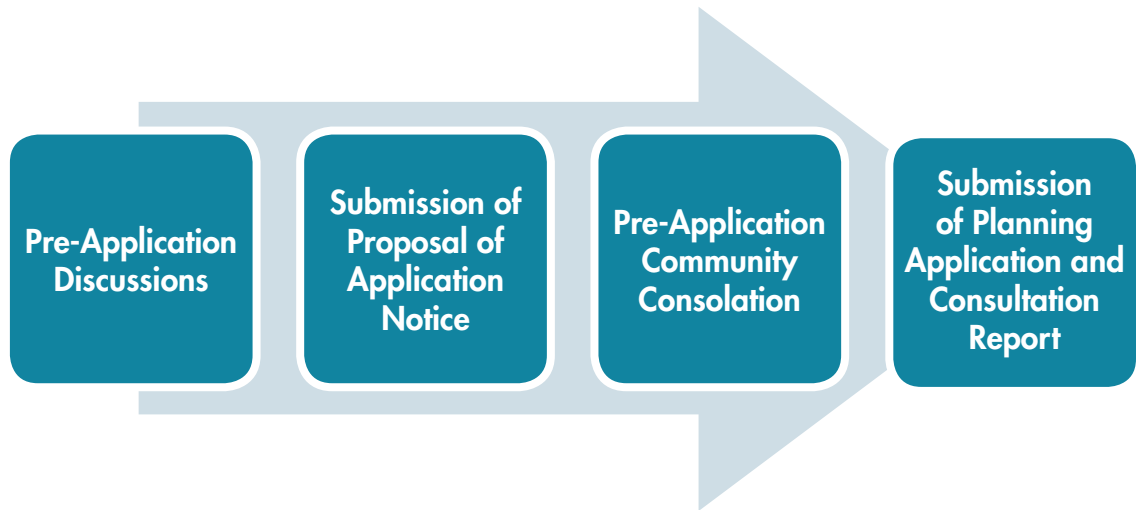 Pre-Application
Discussions
Submission of
Proposal of
Application
Notice
Pre-Application
Community
Consolation
Submission
of Planning
Application and
Consultation
Report